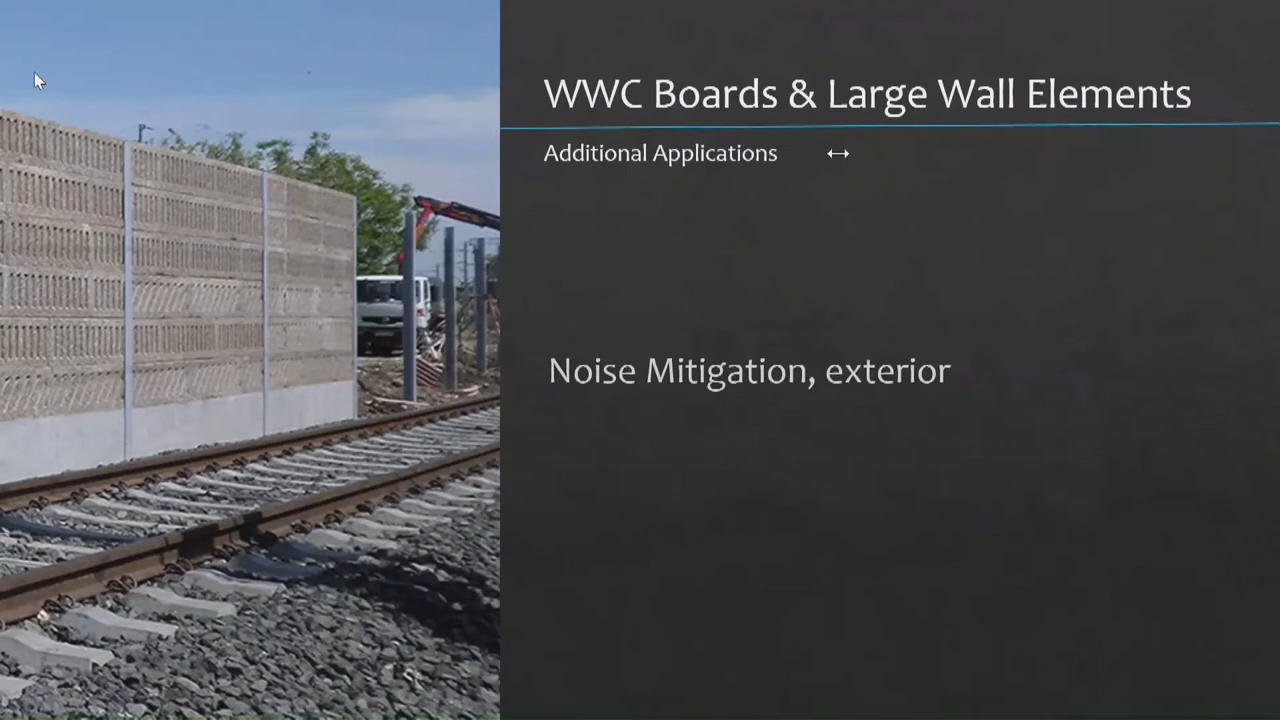 WWC Boards & Large Wall Elements
Additional Applications
Noise Mitigation, exterior